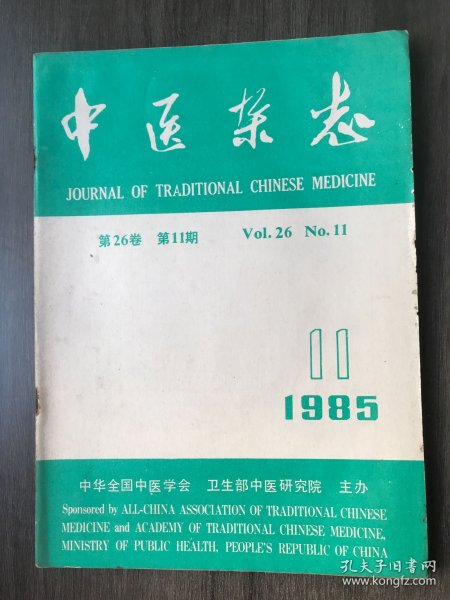 中医杂志
JOURNAL OF TRADITIONAL CHINESE MEDICINE
第26卷 第11期 Vol. 26 No. 11
11
1985
中华全国中医学会 卫生部中医研究院 主办
Sponsored by ALL-CHINA ASSOCIATION OF TRADITIONAL CHINESE
MEDICINE and ACADEMY OF TRADITIONAL CHINESE MEDICINE,
MINISTRY OF PUBLIC HEALTH, PEOPLE'S REPUBLIC OF CHINA
孔夫子旧书网
www.kongfz.com